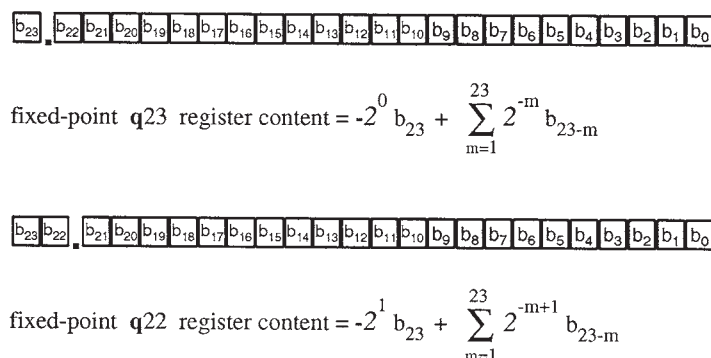 b23 . b22 b21 b20 b19 b18 b17 b16 b15 b14 b13 b12 b11 b10 b9 b8 b7 b6 b5 b4 b3 b2 b1 b0
fixed-point q23 register content = -2^0 b23 + ∑_{m=1}^{23} 2^-m b23-m
b23 b22 . b21 b20 b19 b18 b17 b16 b15 b14 b13 b12 b11 b10 b9 b8 b7 b6 b5 b4 b3 b2 b1 b0
fixed-point q22 register content = -2^1 b23 + ∑_{m=1}^{23} 2^-m+1 b23-m